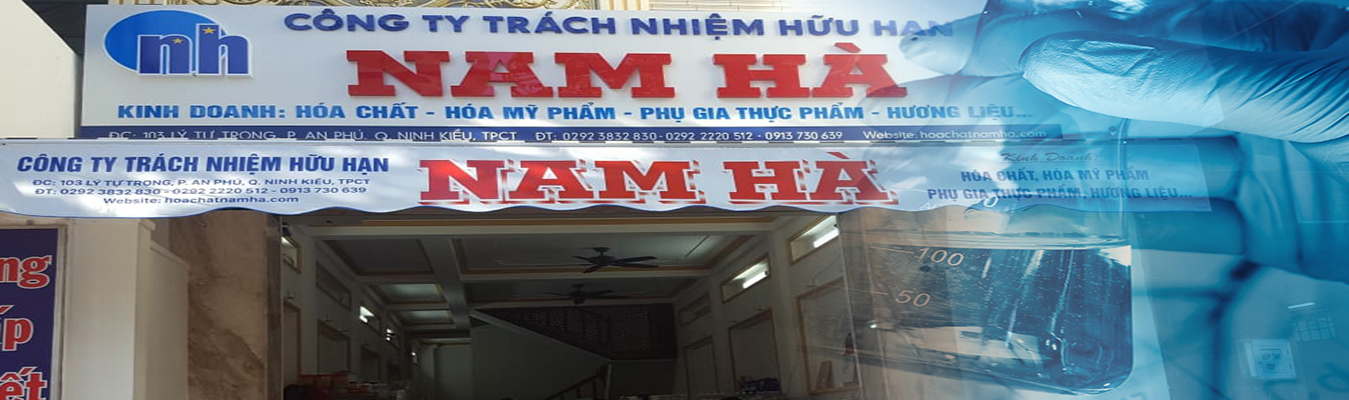 nh
CÔNG TY TRÁCH NHIỆM HỮU HẠN
NAM HÀ
KINH DOANH: HÓA CHẤT - HÓA MỸ PHẨM - PHỤ GIA THỰC PHẨM - HƯƠNG LIỆU...
ĐC: 103 LÝ TỰ TRỌNG, P. AN PHÚ, Q. NINH KIỀU, TPCT ĐT: 0292 3832 830 - 0292 2220 512 - 0913 730 639 Website: hoachatnamha.com
CÔNG TY TRÁCH NHIỆM HỮU HẠN
ĐC: 103 LÝ TỰ TRỌNG, P. AN PHÚ, Q. NINH KIỀU, TPCT
ĐT: 0292 3832 830 - 0292 2220 512 - 0913 730 639
Website: hoachatnamha.com
NAM HÀ
Kinh Doanh:
HÓA CHẤT, HÓA MỸ PHẨM
PHỤ GIA THỰC PHẨM, HƯƠNG LIỆU...
100
50